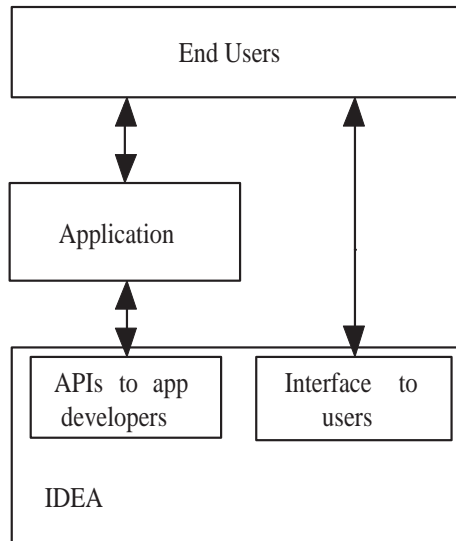 End Users
Application
APIs to app
developers
Interface to
users
IDEA